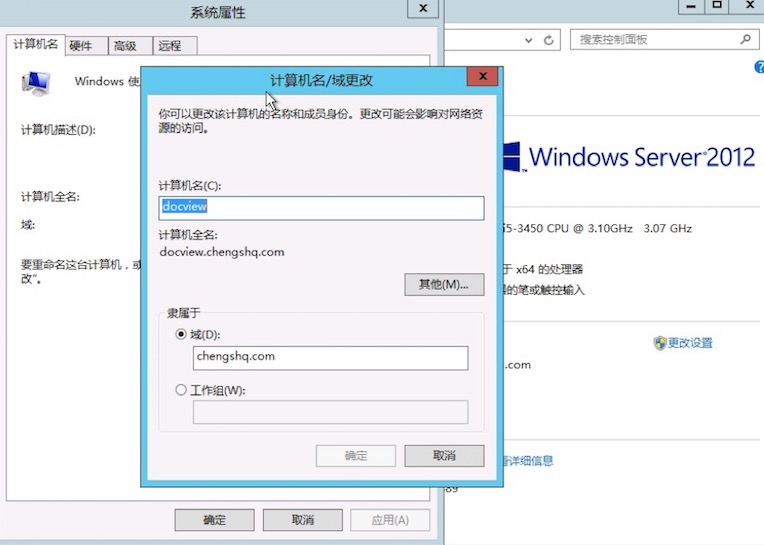 系统属性
计算机名 硬件 高级 远程
搜索控制面板
计算机名/域更改
Windows 使
你可以更改该计算机的名称和成员身份。更改可能会影响对网络资
源的访问。
计算机描述(D):
Windows Server 2012
计算机名(C):
计算机全名:
docview
域:
i5-3450 CPU @ 3.10GHz 3.07 GHz
计算机全名:
docview.chengshq.com
要重命名这台计算机，或
改"。
于 x64 的处理器
其他(M)...
的笔或触控输入
隶属于
域(D):
更改设置
chengshq.com
.com
工作组(W):
确定 取消
详细信息
89
确定 取消 应用(A)